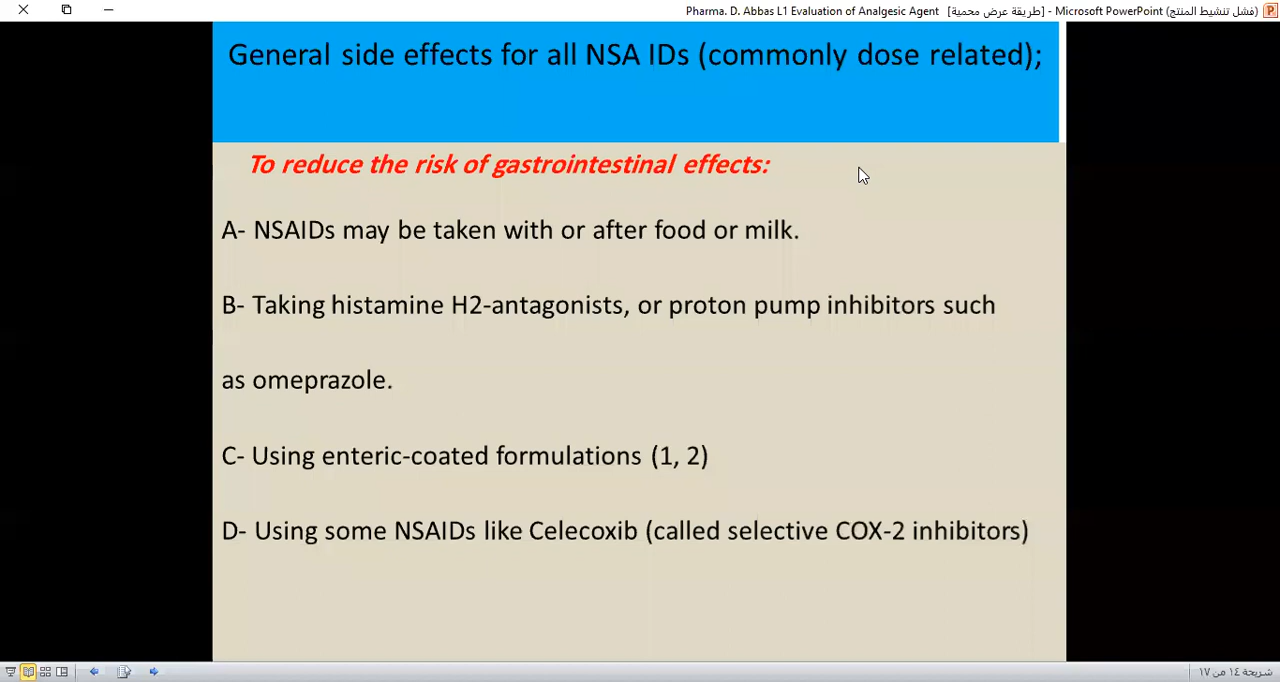 Pharma. D. Abbas L1 Evaluation of Analgesic Agent [طريقة عرض محمية] - Microsoft PowerPoint (فشل تنشيط المنتج)
General side effects for all NSA IDs (commonly dose related);
To reduce the risk of gastrointestinal effects:
A- NSAIDs may be taken with or after food or milk.
B- Taking histamine H2-antagonists, or proton pump inhibitors such
as omeprazole.
C- Using enteric-coated formulations (1, 2)
D- Using some NSAIDs like Celecoxib (called selective COX-2 inhibitors)
شريحة ١٤ من ١٧